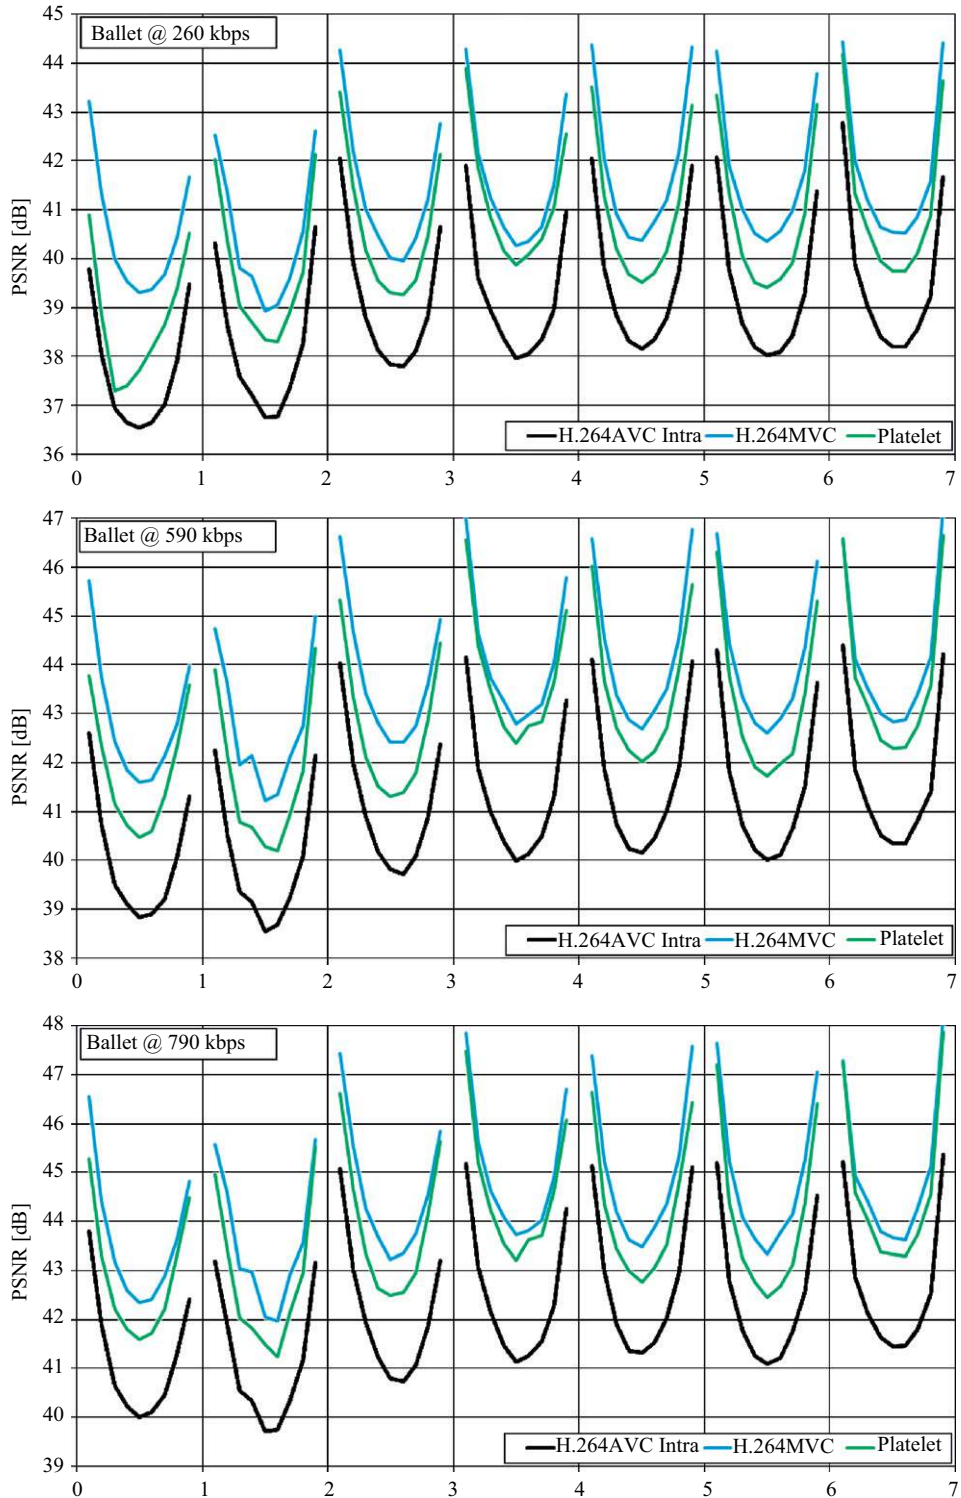 Ballet @ 260 kbps
45
44
43
42
41
40
39
38
37
36
PSNR [dB]
H.264AVC Intra H.264MVC Platelet
0 1 2 3 4 5 6 7
Ballet @ 590 kbps
47
46
45
44
43
42
41
40
39
38
PSNR [dB]
H.264AVC Intra H.264MVC Platelet
0 1 2 3 4 5 6 7
Ballet @ 790 kbps
48
47
46
45
44
43
42
41
40
39
PSNR [dB]
H.264AVC Intra H.264MVC Platelet
0 1 2 3 4 5 6 7